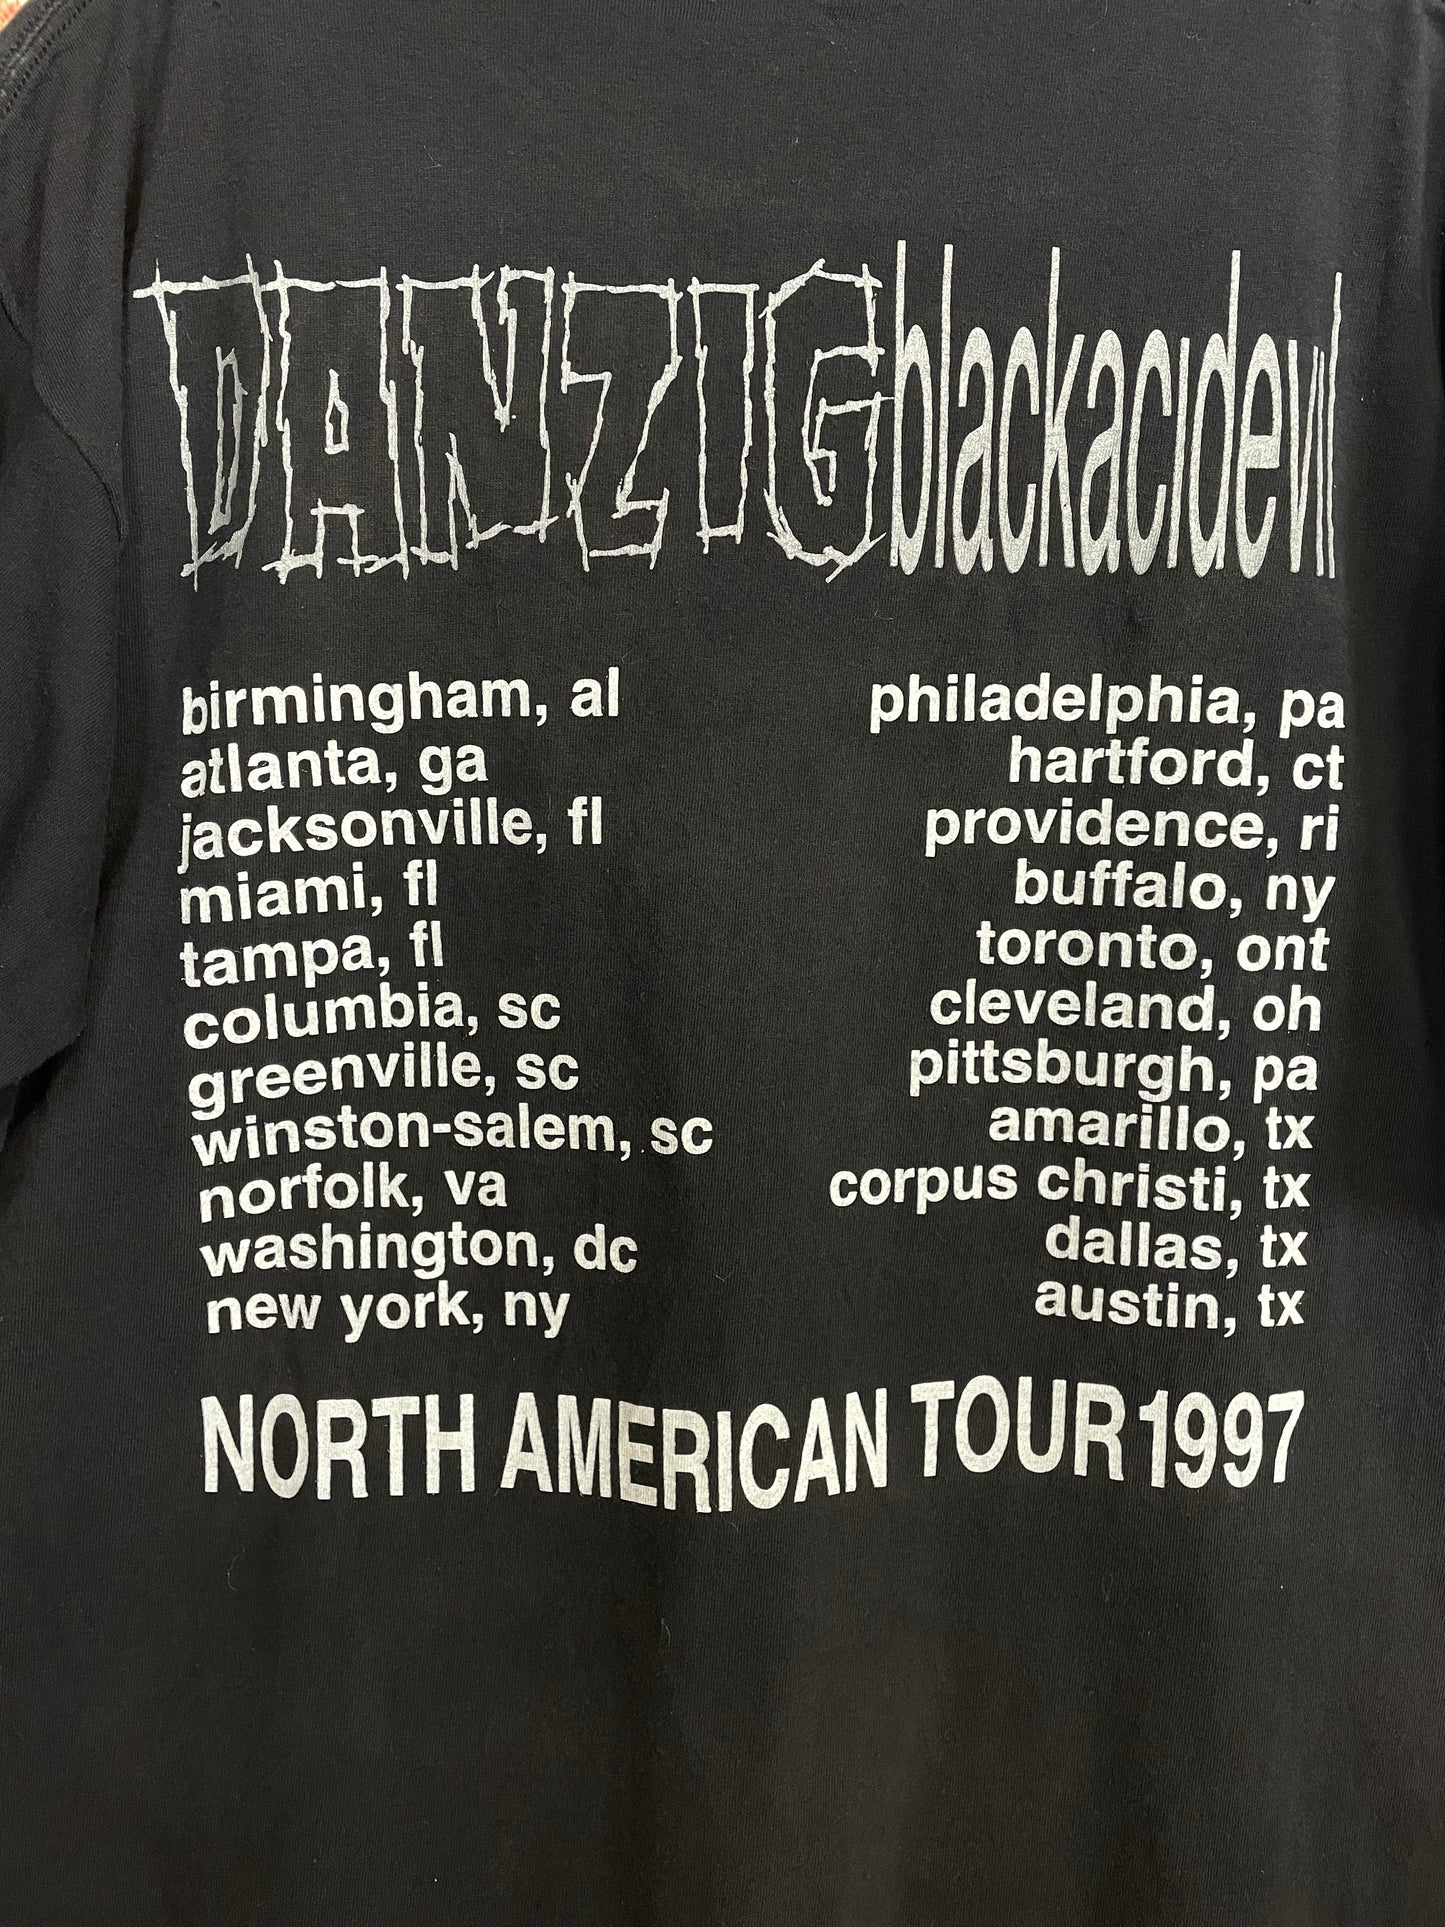 DANZIG blackacidevil
birmingham, al
atlanta, ga
jacksonville, fl
miami, fl
tampa, fl
columbia, sc
greenville, sc
winston-salem, sc
norfolk, va
washington, dc
new york, ny
philadelphia, pa
hartford, ct
providence, ri
buffalo, ny
toronto, ont
cleveland, oh
pittsburgh, pa
amarillo, tx
corpus christi, tx
dallas, tx
austin, tx
NORTH AMERICAN TOUR 1997